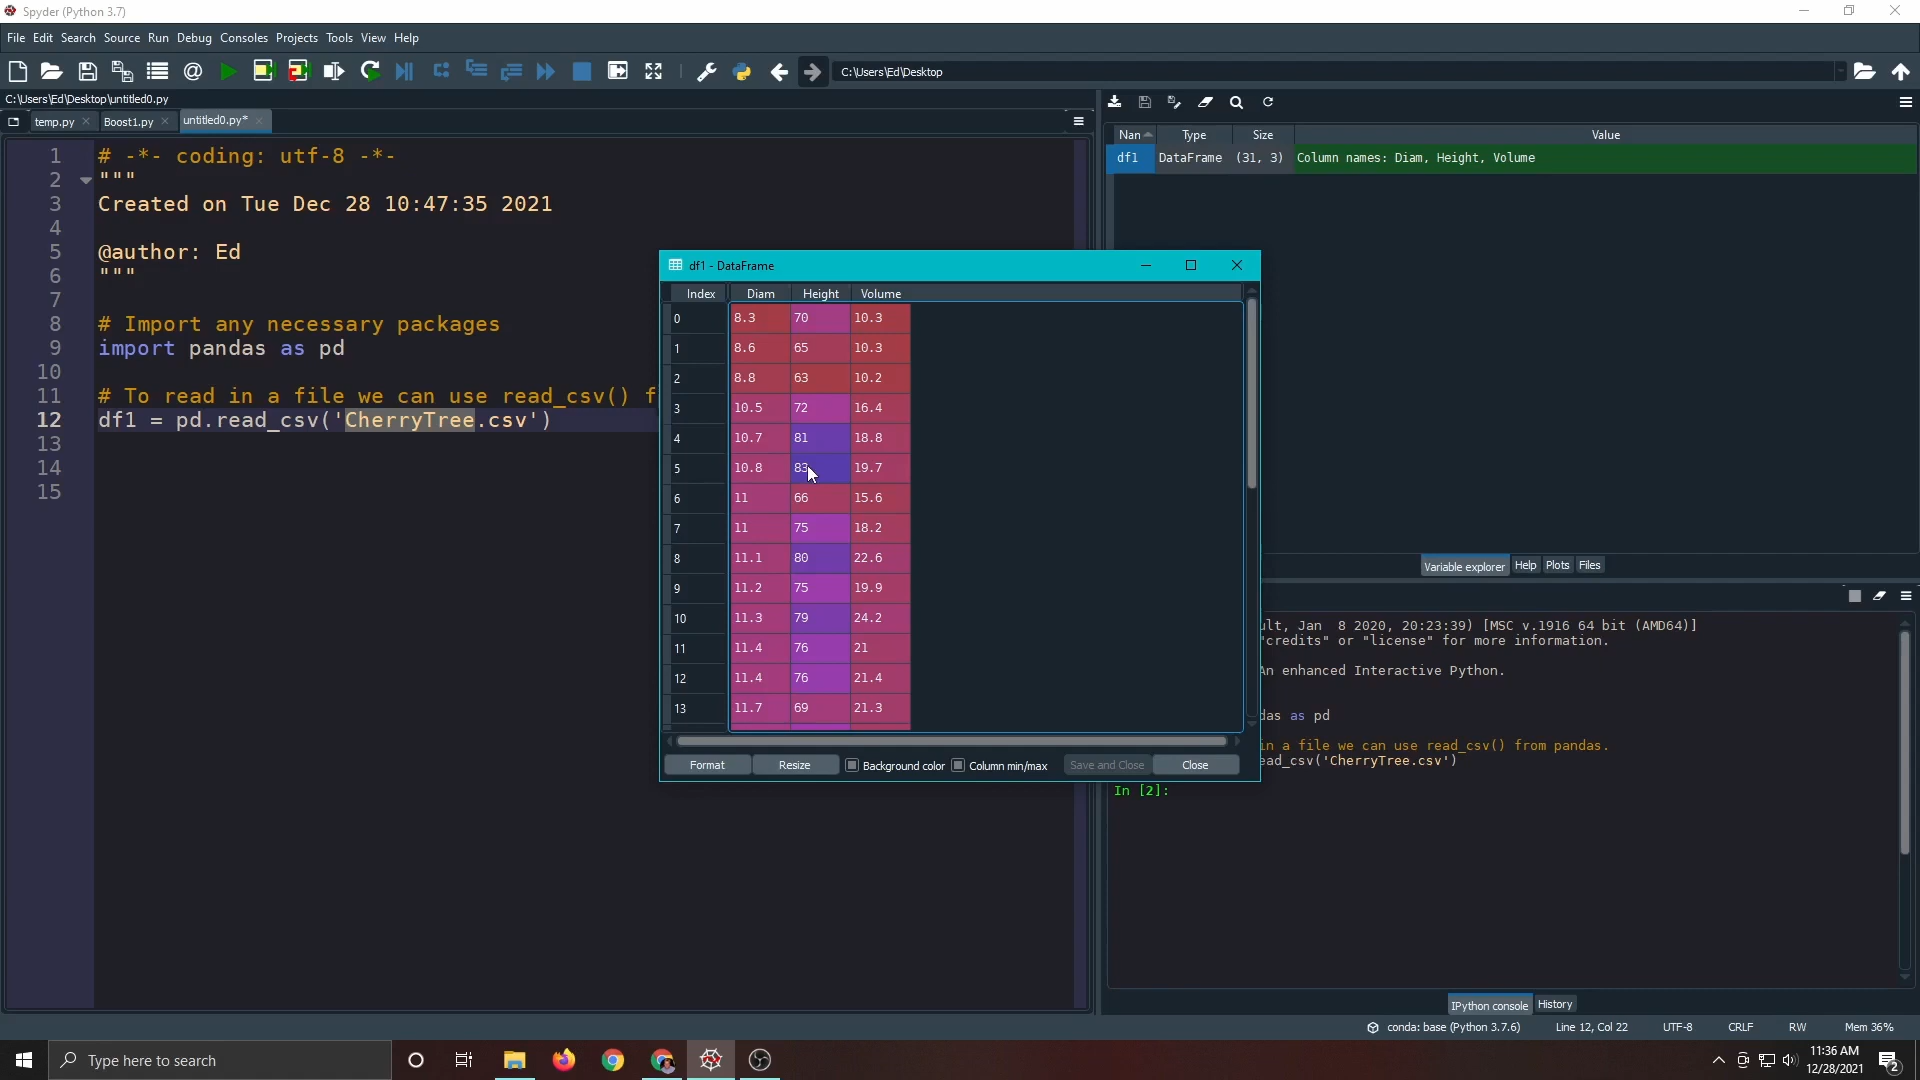 Spyder (Python 3.7)
File Edit Search Source Run Debug Consoles Projects Tools View Help
C:\Users\Ed\Desktop
C:\Users\Ed\Desktop\untitled0.py
temp.py
Boost1.py
untitled0.py*
1 # -*- coding: utf-8 -*-
2 """
3 Created on Tue Dec 28 10:47:35 2021
4
5 @author: Ed
6 """
7
8 # Import any necessary packages
9 import pandas as pd
10
11 # To read in a file we can use read_csv() f
12 df1 = pd.read_csv('CherryTree.csv')
13
14
15
Nan Type Size Value
df1 DataFrame (31, 3) Column names: Diam, Height, Volume
df1 - DataFrame
Index Diam Height Volume
0 8.3 70 10.3
1 8.6 65 10.3
2 8.8 63 10.2
3 10.5 72 16.4
4 10.7 81 18.8
5 10.8 83 19.7
6 11 66 15.6
7 11 75 18.2
8 11.1 80 22.6
9 11.2 75 19.9
10 11.3 79 24.2
11 11.4 76 21
12 11.4 76 21.4
13 11.7 69 21.3
Format Resize Background color Column min/max Save and Close Close
Variable explorer Help Plots Files
ult, Jan  8 2020, 20:23:39) [MSC v.1916 64 bit (AMD64)]
"credits" or "license" for more information.
An enhanced Interactive Python.
das as pd
in a file we can use read_csv() from pandas.
ead_csv('CherryTree.csv')
In [2]:
IPython console History
conda: base (Python 3.7.6) Line 12, Col 22 UTF-8 CRLF RW Mem 36%
Type here to search
11:36 AM
12/28/2021
2